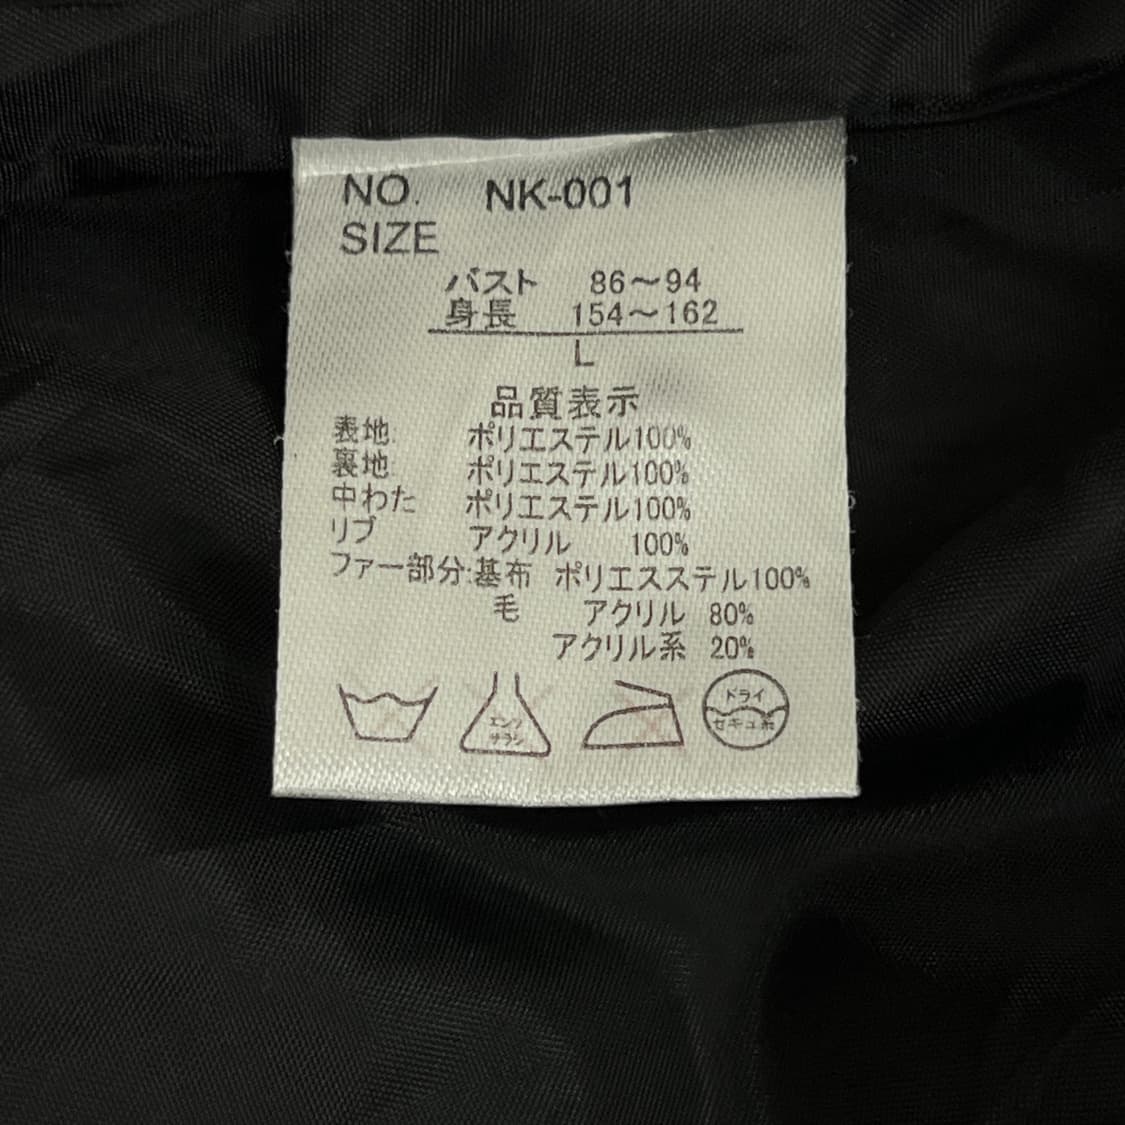 NO. NK-001
SIZE
バスト 86～94
身長 154～162
L
品質表示
表地: ポリエステル100%
裏地: ポリエステル100%
中わた ポリエステル100%
リブ アクリル 100%
ファー部分:基布 ポリエスステル100%
毛 アクリル 80%
アクリル系 20%
エンソ
サラシ
ドライ
セキユ系